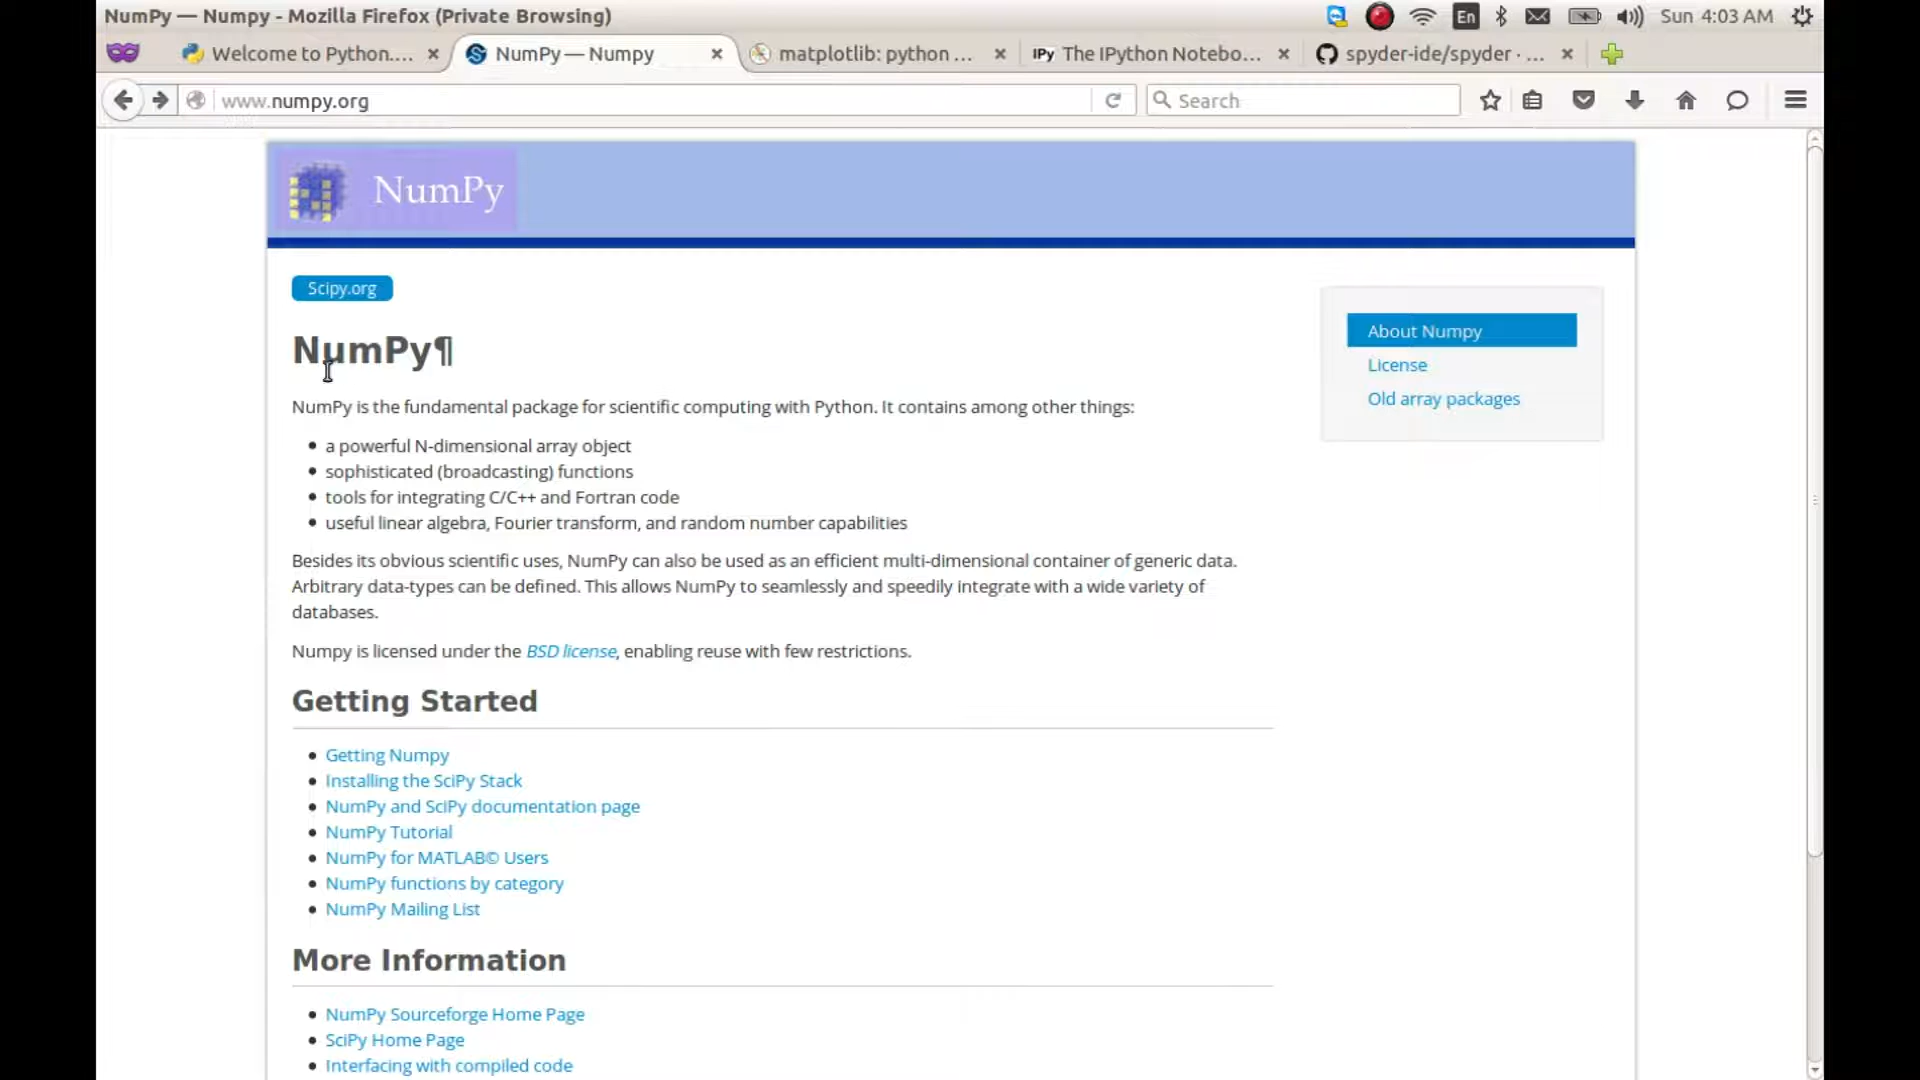 NumPy — Numpy - Mozilla Firefox (Private Browsing)
En
Sun 4:03 AM
Welcome to Python....
NumPy — Numpy
matplotlib: python ...
IPy The IPython Notebo...
spyder-ide/spyder · ...
www.numpy.org
Search
NumPy
Scipy.org
NumPy¶
NumPy is the fundamental package for scientific computing with Python. It contains among other things:
• a powerful N-dimensional array object
• sophisticated (broadcasting) functions
• tools for integrating C/C++ and Fortran code
• useful linear algebra, Fourier transform, and random number capabilities
Besides its obvious scientific uses, NumPy can also be used as an efficient multi-dimensional container of generic data.
Arbitrary data-types can be defined. This allows NumPy to seamlessly and speedily integrate with a wide variety of
databases.
Numpy is licensed under the BSD license, enabling reuse with few restrictions.
Getting Started
• Getting Numpy
• Installing the SciPy Stack
• NumPy and SciPy documentation page
• NumPy Tutorial
• NumPy for MATLAB© Users
• NumPy functions by category
• NumPy Mailing List
More Information
• NumPy Sourceforge Home Page
• SciPy Home Page
• Interfacing with compiled code
About Numpy
License
Old array packages